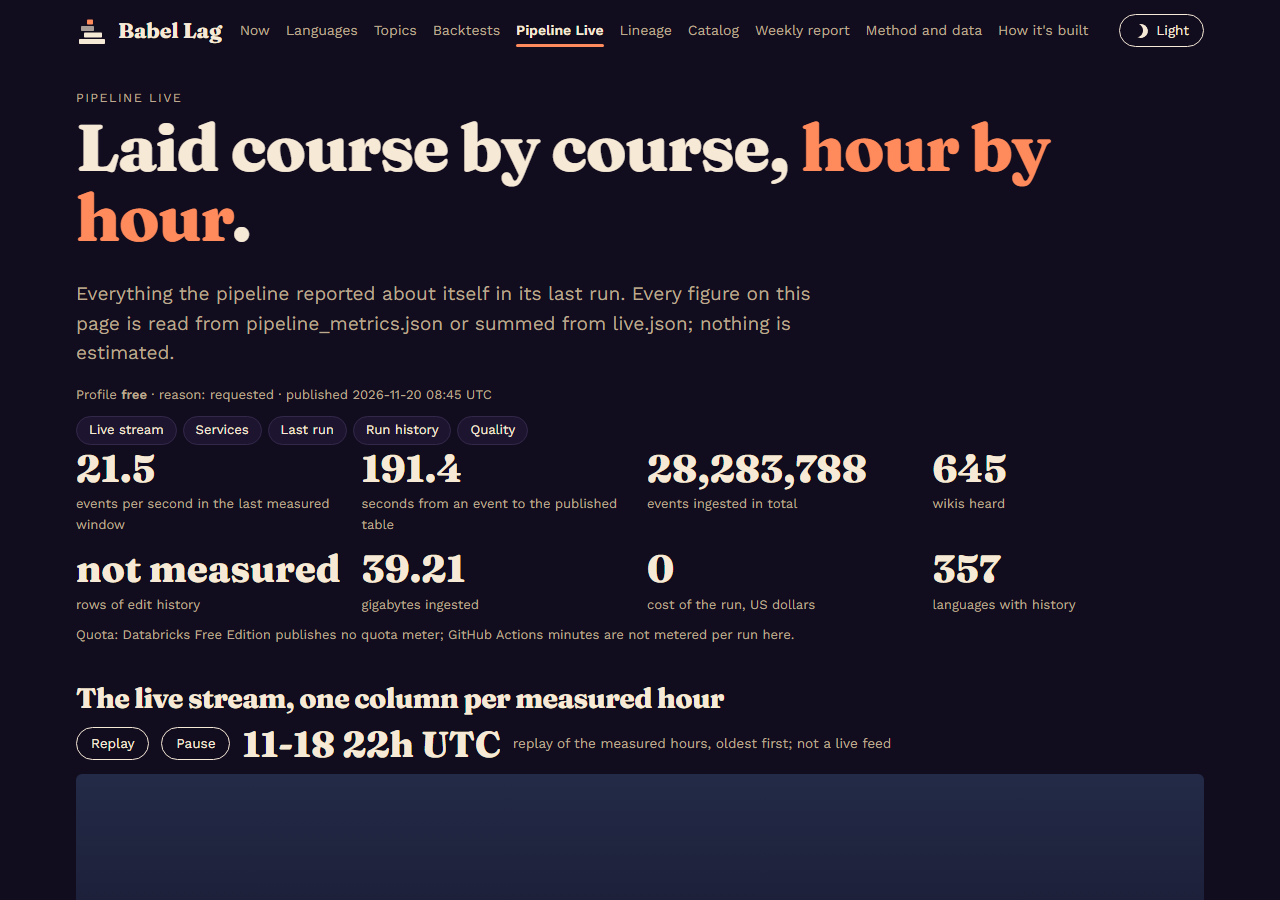 Babel Lag Now Languages Topics Backtests Pipeline Live Lineage Catalog Weekly report Method and data How it's built Light
PIPELINE LIVE
Laid course by course, hour by
hour.
Everything the pipeline reported about itself in its last run. Every figure on this
page is read from pipeline_metrics.json or summed from live.json; nothing is
estimated.
Profile free · reason: requested · published 2026-11-20 08:45 UTC
Live stream Services Last run Run history Quality
21.5 191.4 28,283,788 645
events per second in the last measured seconds from an event to the published events ingested in total wikis heard
window table
not measured 39.21 0 357
rows of edit history gigabytes ingested cost of the run, US dollars languages with history
Quota: Databricks Free Edition publishes no quota meter; GitHub Actions minutes are not metered per run here.
The live stream, one column per measured hour
Replay Pause 11-18 22h UTC replay of the measured hours, oldest first; not a live feed